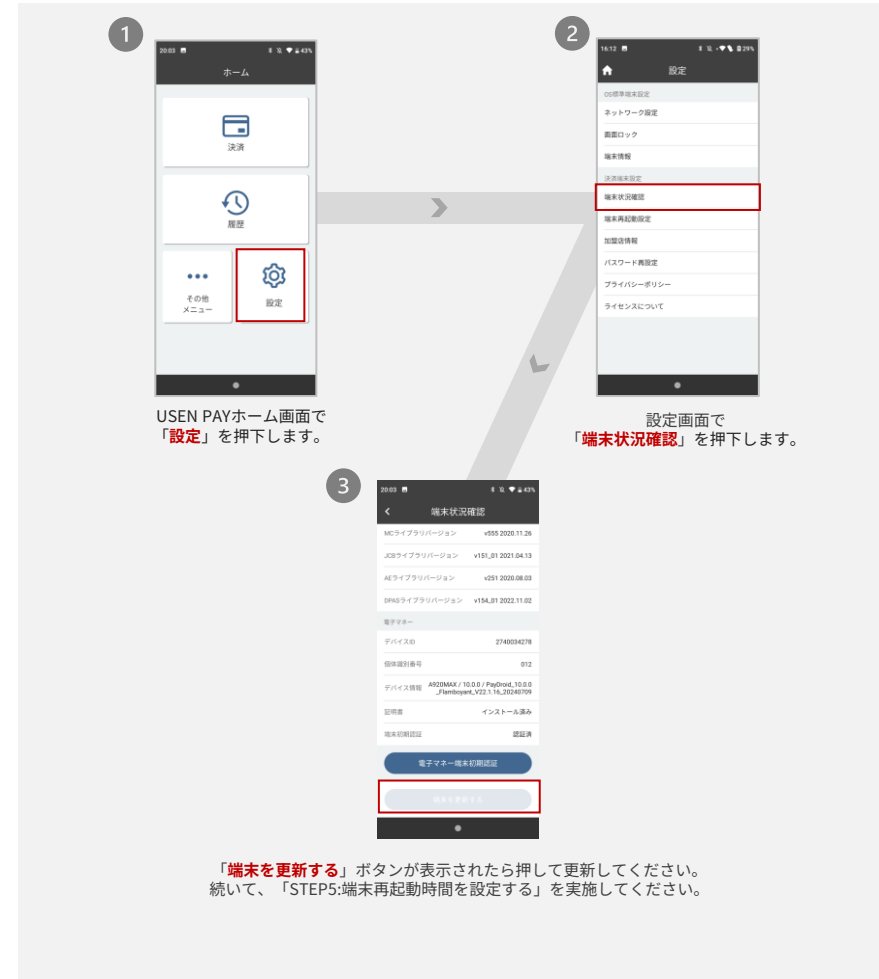 1
20:03 43%
ホーム
決済
履歴
その他
メニュー
設定
USEN PAYホーム画面で
「設定」を押下します。
2
16:12 29%
設定
OS標準端末設定
ネットワーク設定
画面ロック
端末情報
決済端末設定
端末状況確認
端末再起動設定
加盟店情報
パスワード再設定
プライバシーポリシー
ライセンスについて
設定画面で
「端末状況確認」を押下します。
3
20:03 43%
端末状況確認
MCライブラリバージョン v555 2020.11.26
JCBライブラリバージョン v151_01 2021.04.13
AEライブラリバージョン v251 2020.08.03
DPASライブラリバージョン v154_01 2022.11.02
電子マネー
デバイスID 2740034278
個体識別番号 012
デバイス情報 A920MAX / 10.0.0 / PayDroid_10.0.0
_Flamboyant_V22.1.16_20240709
証明書 インストール済み
端末初期認証 認証済
電子マネー端末初期認証
端末を更新する
「端末を更新する」ボタンが表示されたら押して更新してください。
続いて、「STEP5:端末再起動時間を設定する」を実施してください。